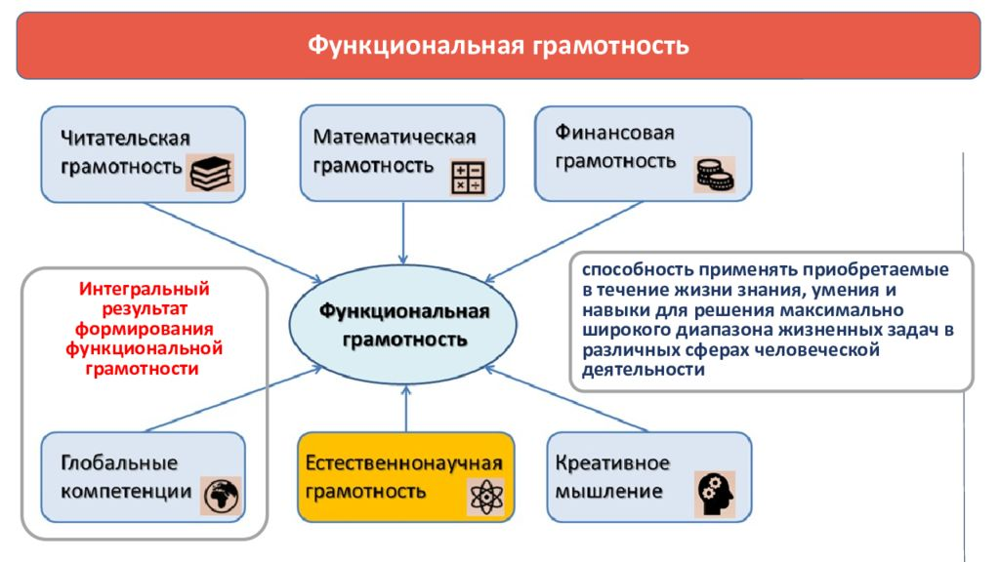 Функциональная грамотность
Читательская
грамотность
Математическая
грамотность
Финансовая
грамотность
Интегральный
результат
формирования
функциональной
грамотности
Функциональная
грамотность
способность применять приобретаемые
в течение жизни знания, умения и
навыки для решения максимально
широкого диапазона жизненных задач в
различных сферах человеческой
деятельности
Глобальные
компетенции
Естественнонаучная
грамотность
Креативное
мышление